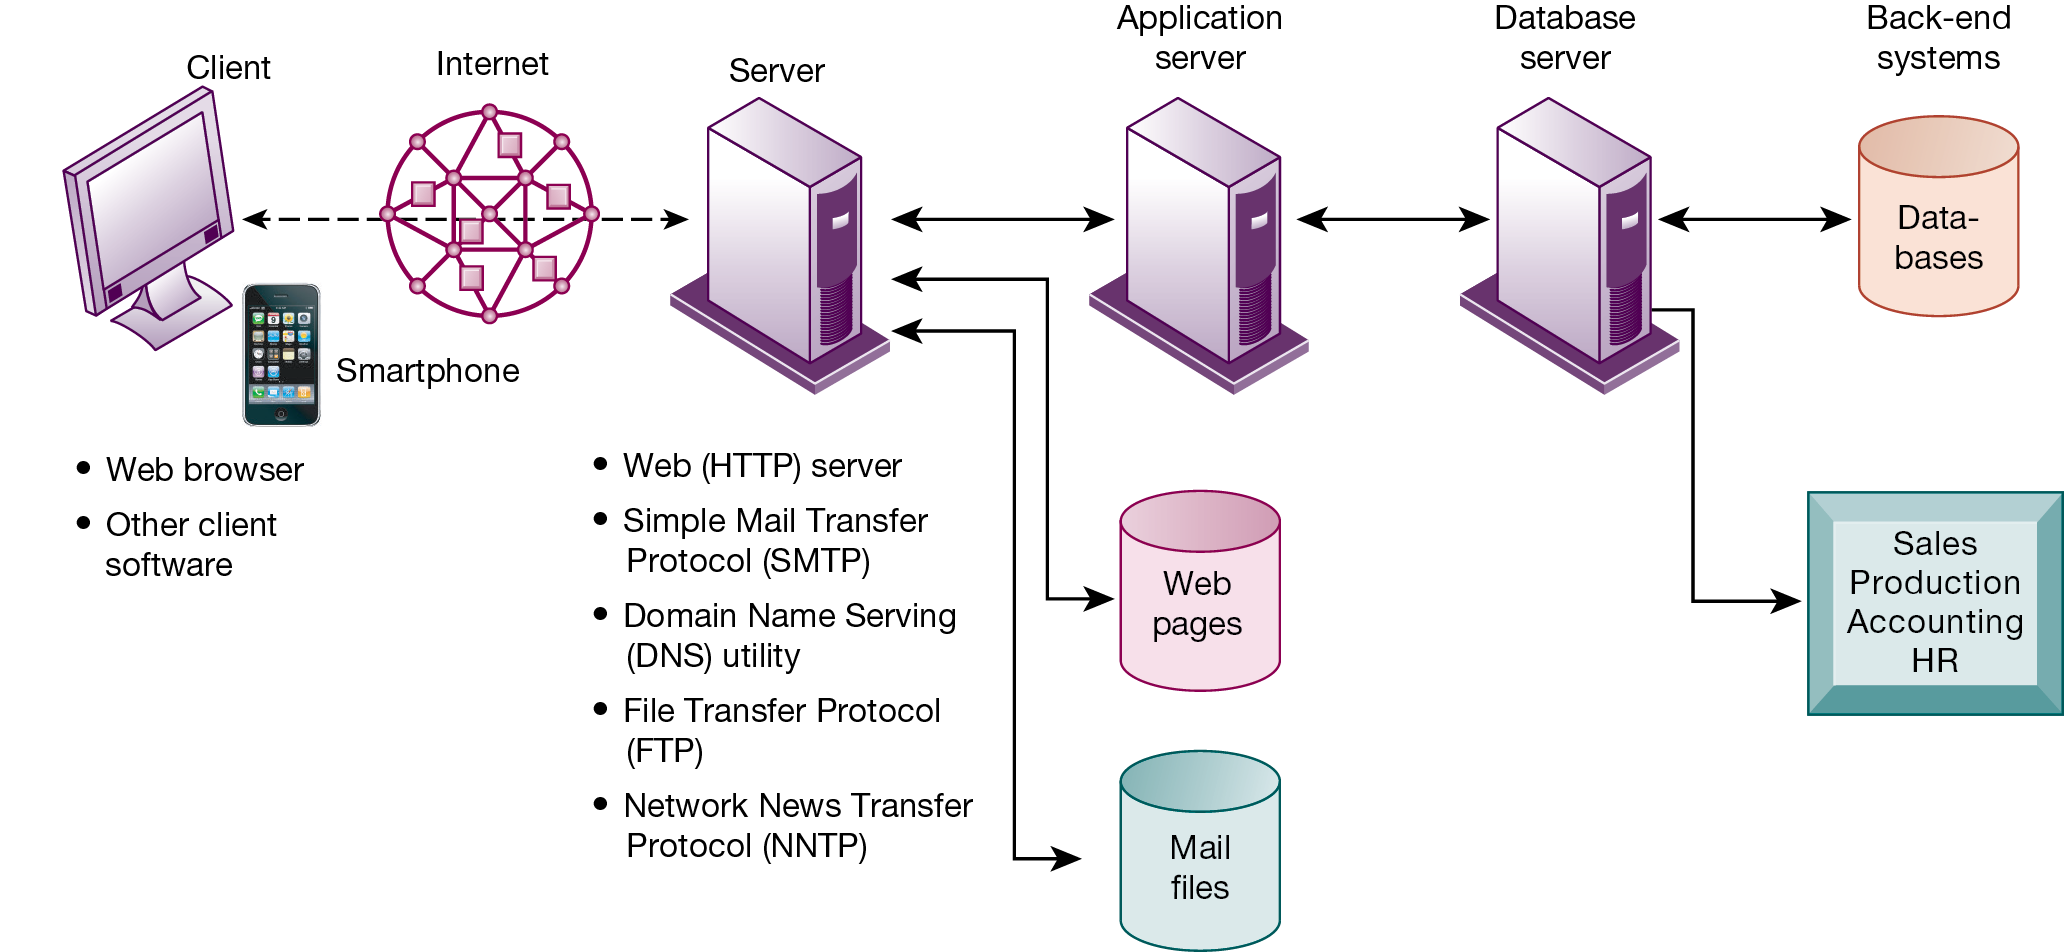 Client
Internet
Server
Application
server
Database
server
Back-end
systems
Data-
bases
Smartphone
• Web browser
• Other client
software
• Web (HTTP) server
• Simple Mail Transfer
Protocol (SMTP)
• Domain Name Serving
(DNS) utility
• File Transfer Protocol
(FTP)
• Network News Transfer
Protocol (NNTP)
Web
pages
Mail
files
Sales
Production
Accounting
HR